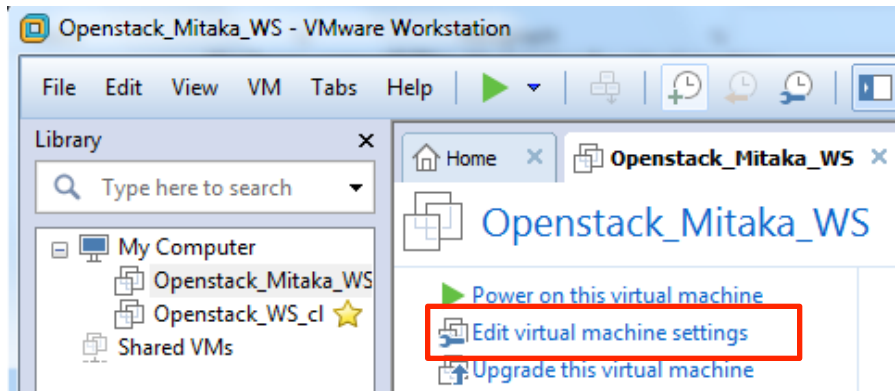 Openstack_Mitaka_WS - VMware Workstation
File Edit View VM Tabs Help
Library
Type here to search
My Computer
Openstack_Mitaka_WS
Openstack_WS_cl
Shared VMs
Home
Openstack_Mitaka_WS
Openstack_Mitaka_WS
Power on this virtual machine
Edit virtual machine settings
Upgrade this virtual machine